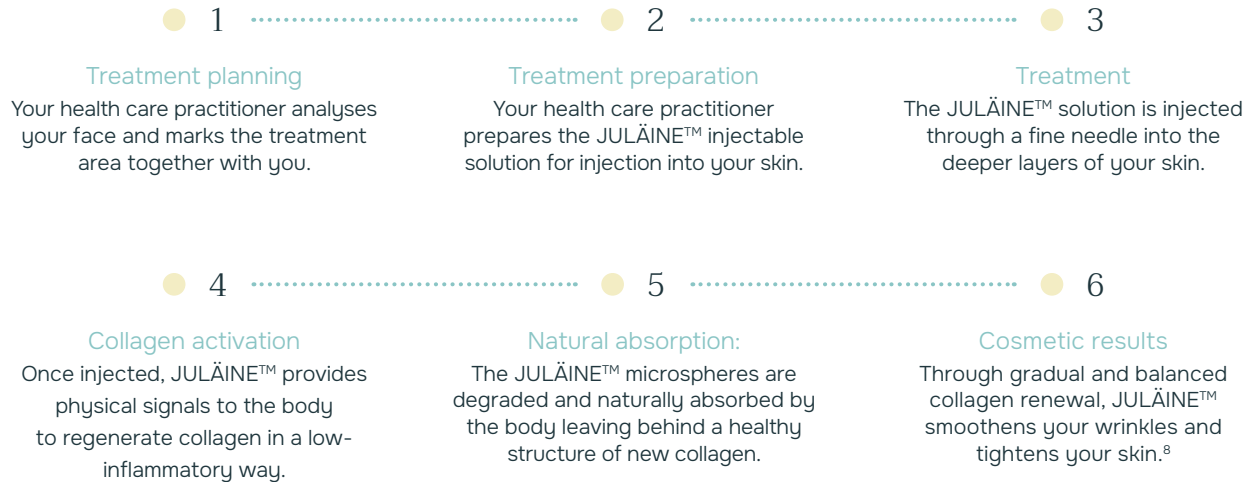 1
2
3
Treatment planning
Your health care practitioner analyses
your face and marks the treatment
area together with you.
Treatment preparation
Your health care practitioner
prepares the JULÄINE™ injectable
solution for injection into your skin.
Treatment
The JULÄINE™ solution is injected
through a fine needle into the
deeper layers of your skin.
4
5
6
Collagen activation
Once injected, JULÄINE™ provides
physical signals to the body
to regenerate collagen in a low-
inflammatory way.
Natural absorption:
The JULÄINE™ microspheres are
degraded and naturally absorbed by
the body leaving behind a healthy
structure of new collagen.
Cosmetic results
Through gradual and balanced
collagen renewal, JULÄINE™
smoothens your wrinkles and
tightens your skin.⁸